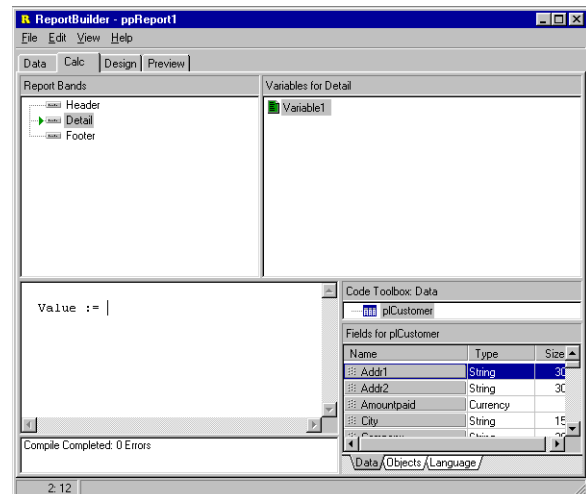 R ReportBuilder - ppReport1
File Edit View Help
Data Calc Design Preview
Report Bands
Header
Detail
Footer
Variables for Detail
Variable1
Value :=
Compile Completed: 0 Errors
Code Toolbox: Data
plCustomer
Fields for plCustomer
Name Type Size
Addr1 String 30
Addr2 String 30
Amountpaid Currency
City String 15
Data Objects Language
2: 12